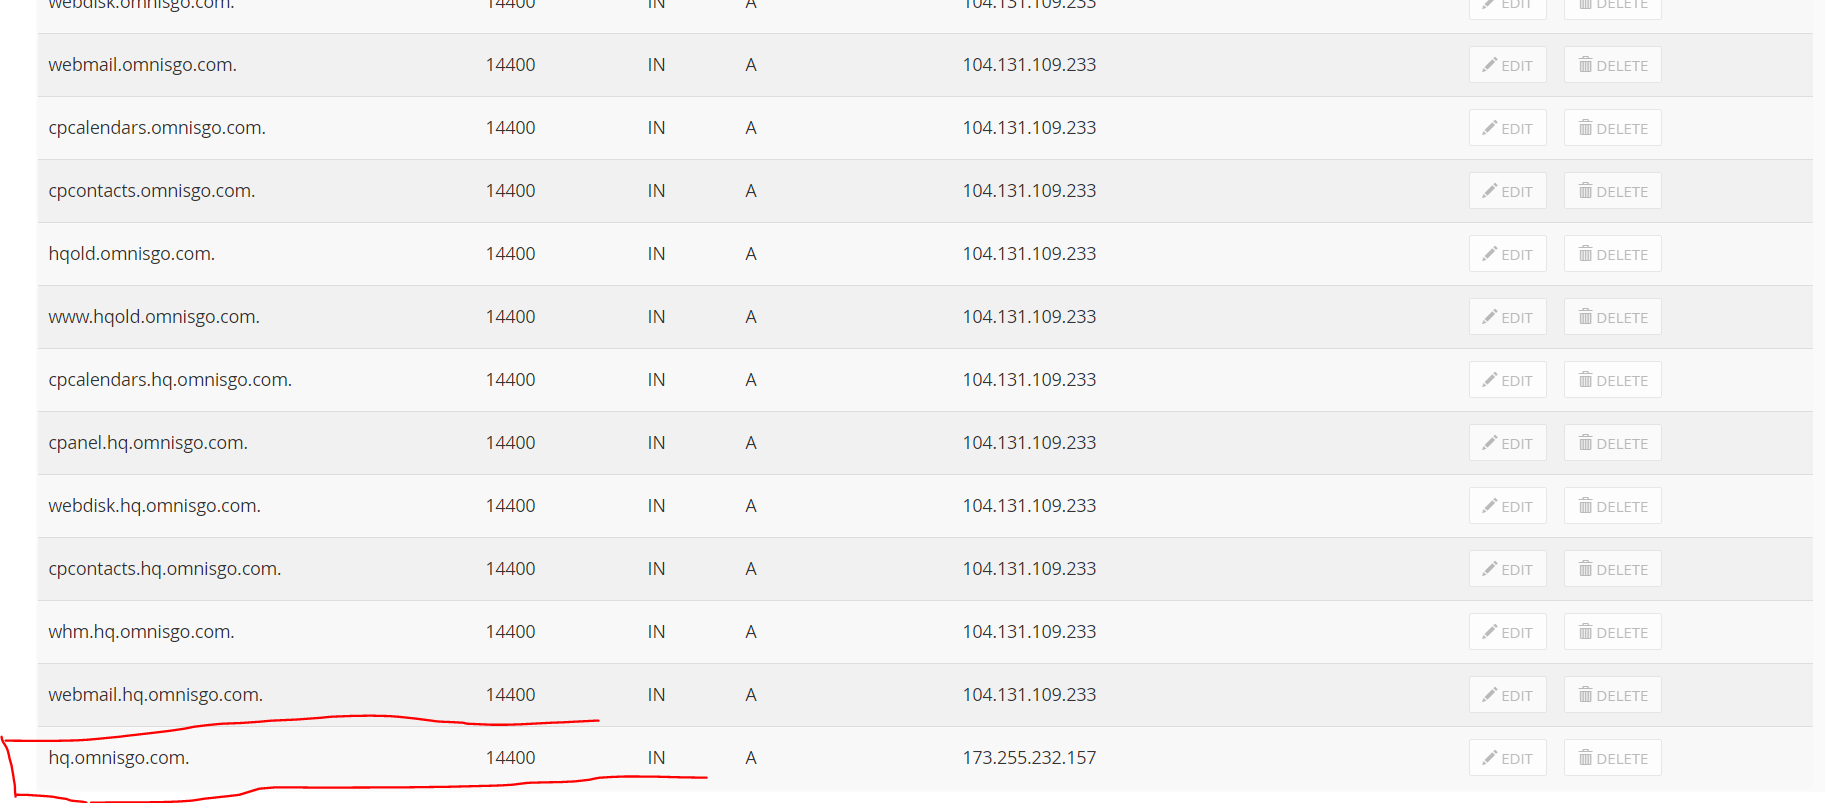 webdisk.omnisgo.com. 14400 IN A 104.131.109.233 EDIT DELETE
webmail.omnisgo.com. 14400 IN A 104.131.109.233 EDIT DELETE
cpcalendars.omnisgo.com. 14400 IN A 104.131.109.233 EDIT DELETE
cpcontacts.omnisgo.com. 14400 IN A 104.131.109.233 EDIT DELETE
hqold.omnisgo.com. 14400 IN A 104.131.109.233 EDIT DELETE
www.hqold.omnisgo.com. 14400 IN A 104.131.109.233 EDIT DELETE
cpcalendars.hq.omnisgo.com. 14400 IN A 104.131.109.233 EDIT DELETE
cpanel.hq.omnisgo.com. 14400 IN A 104.131.109.233 EDIT DELETE
webdisk.hq.omnisgo.com. 14400 IN A 104.131.109.233 EDIT DELETE
cpcontacts.hq.omnisgo.com. 14400 IN A 104.131.109.233 EDIT DELETE
whm.hq.omnisgo.com. 14400 IN A 104.131.109.233 EDIT DELETE
webmail.hq.omnisgo.com. 14400 IN A 104.131.109.233 EDIT DELETE
hq.omnisgo.com. 14400 IN A 173.255.232.157 EDIT DELETE